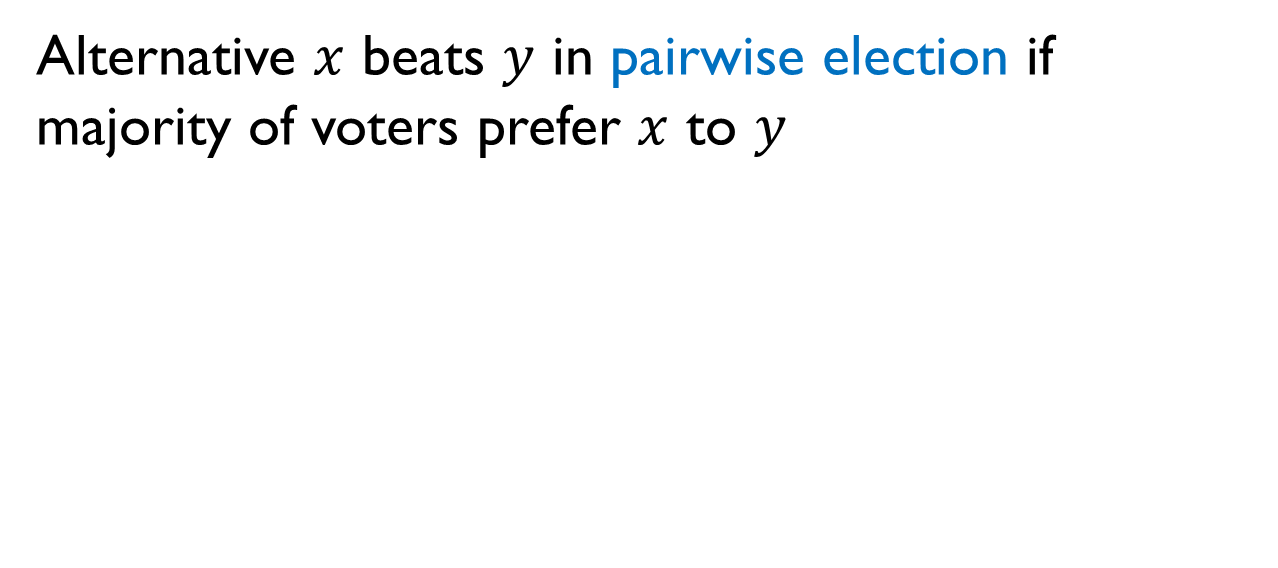 Alternative 𝑥 beats 𝑦 in pairwise election if
majority of voters prefer 𝑥 to 𝑦